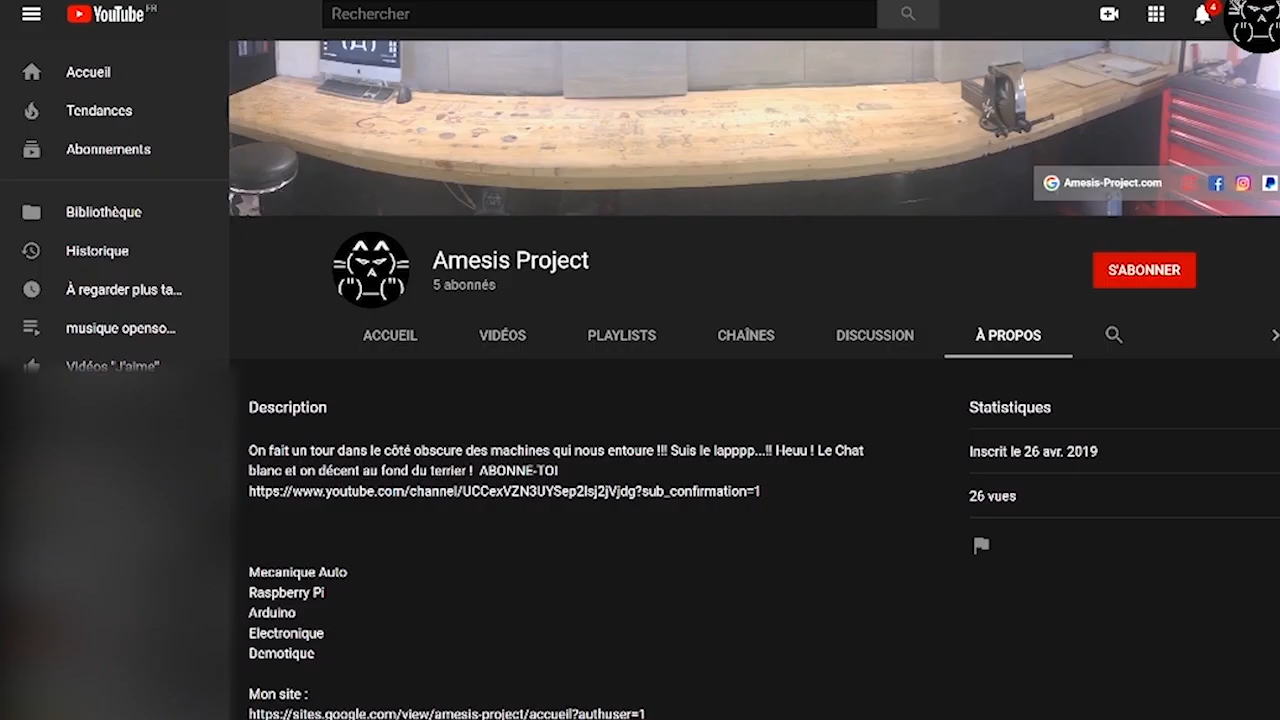 YouTube FR
Rechercher
4
Accueil
Tendances
Abonnements
Bibliothèque
Historique
À regarder plus ta...
musique openso...
Vidéos "J'aime"
Amesis-Project.com
Amesis Project
5 abonnés
S'ABONNER
ACCUEIL
VIDÉOS
PLAYLISTS
CHAÎNES
DISCUSSION
À PROPOS
Description
On fait un tour dans le côté obscure des machines qui nous entoure !!! Suis le lapppp...!! Heuu ! Le Chat
blanc et on décent au fond du terrier ! ABONNE-TOI
https://www.youtube.com/channel/UCCexVZN3UYSep2lsj2jVjdg?sub_confirmation=1
Mecanique Auto
Raspberry Pi
Arduino
Electronique
Demotique
Mon site :
https://sites.google.com/view/amesis-project/accueil?authuser=1
Statistiques
Inscrit le 26 avr. 2019
26 vues